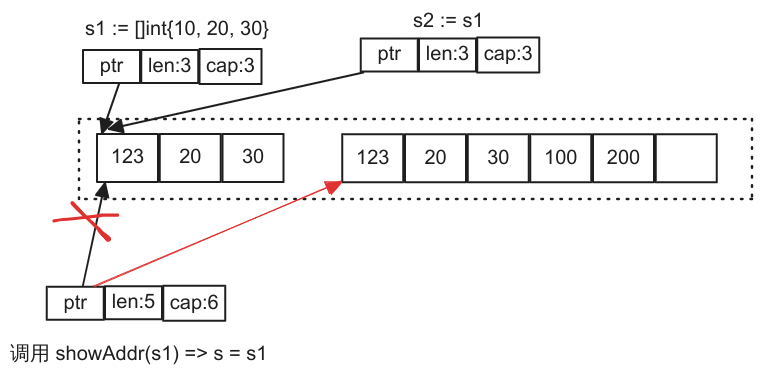 s1 := []int{10, 20, 30}
s2 := s1
ptr len:3 cap:3
ptr len:3 cap:3
123 20 30
123 20 30 100 200
ptr len:5 cap:6
调用 showAddr(s1) => s = s1